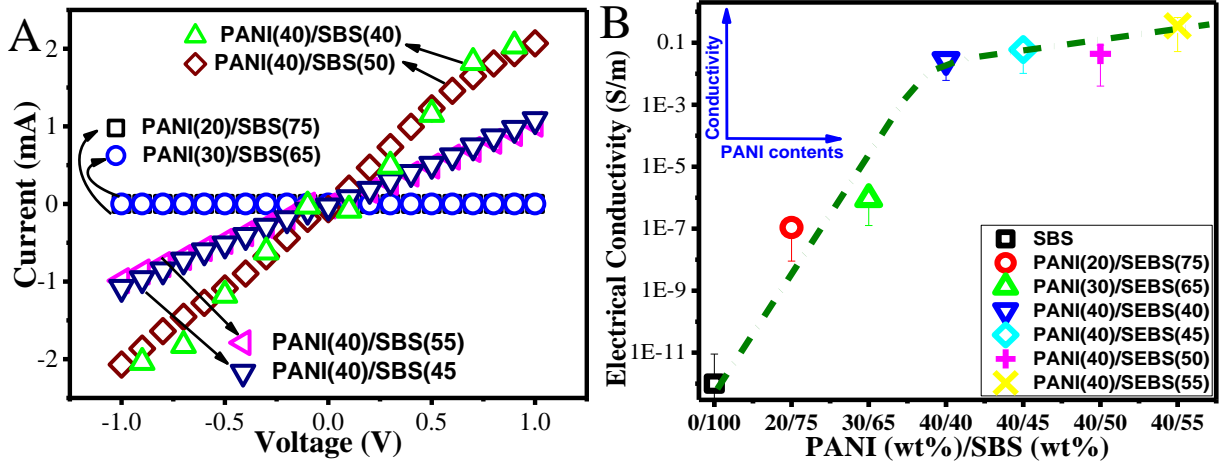 A
PANI(40)/SBS(40)
PANI(40)/SBS(50)
PANI(20)/SBS(75)
PANI(30)/SBS(65)
PANI(40)/SBS(55)
PANI(40)/SBS(45
Current (mA)
2
1
0
-1
-2
-1.0
-0.5
0.0
0.5
1.0
Voltage (V)
B
Conductivity
PANI contents
Electrical Conductivity (S/m)
0.1
1E-3
1E-5
1E-7
1E-9
1E-11
SBS
PANI(20)/SEBS(75)
PANI(30)/SEBS(65)
PANI(40)/SEBS(40)
PANI(40)/SEBS(45)
PANI(40)/SEBS(50)
PANI(40)/SEBS(55)
0/100
20/75
30/65
40/40
40/45
40/50
40/55
PANI (wt%)/SBS (wt%)